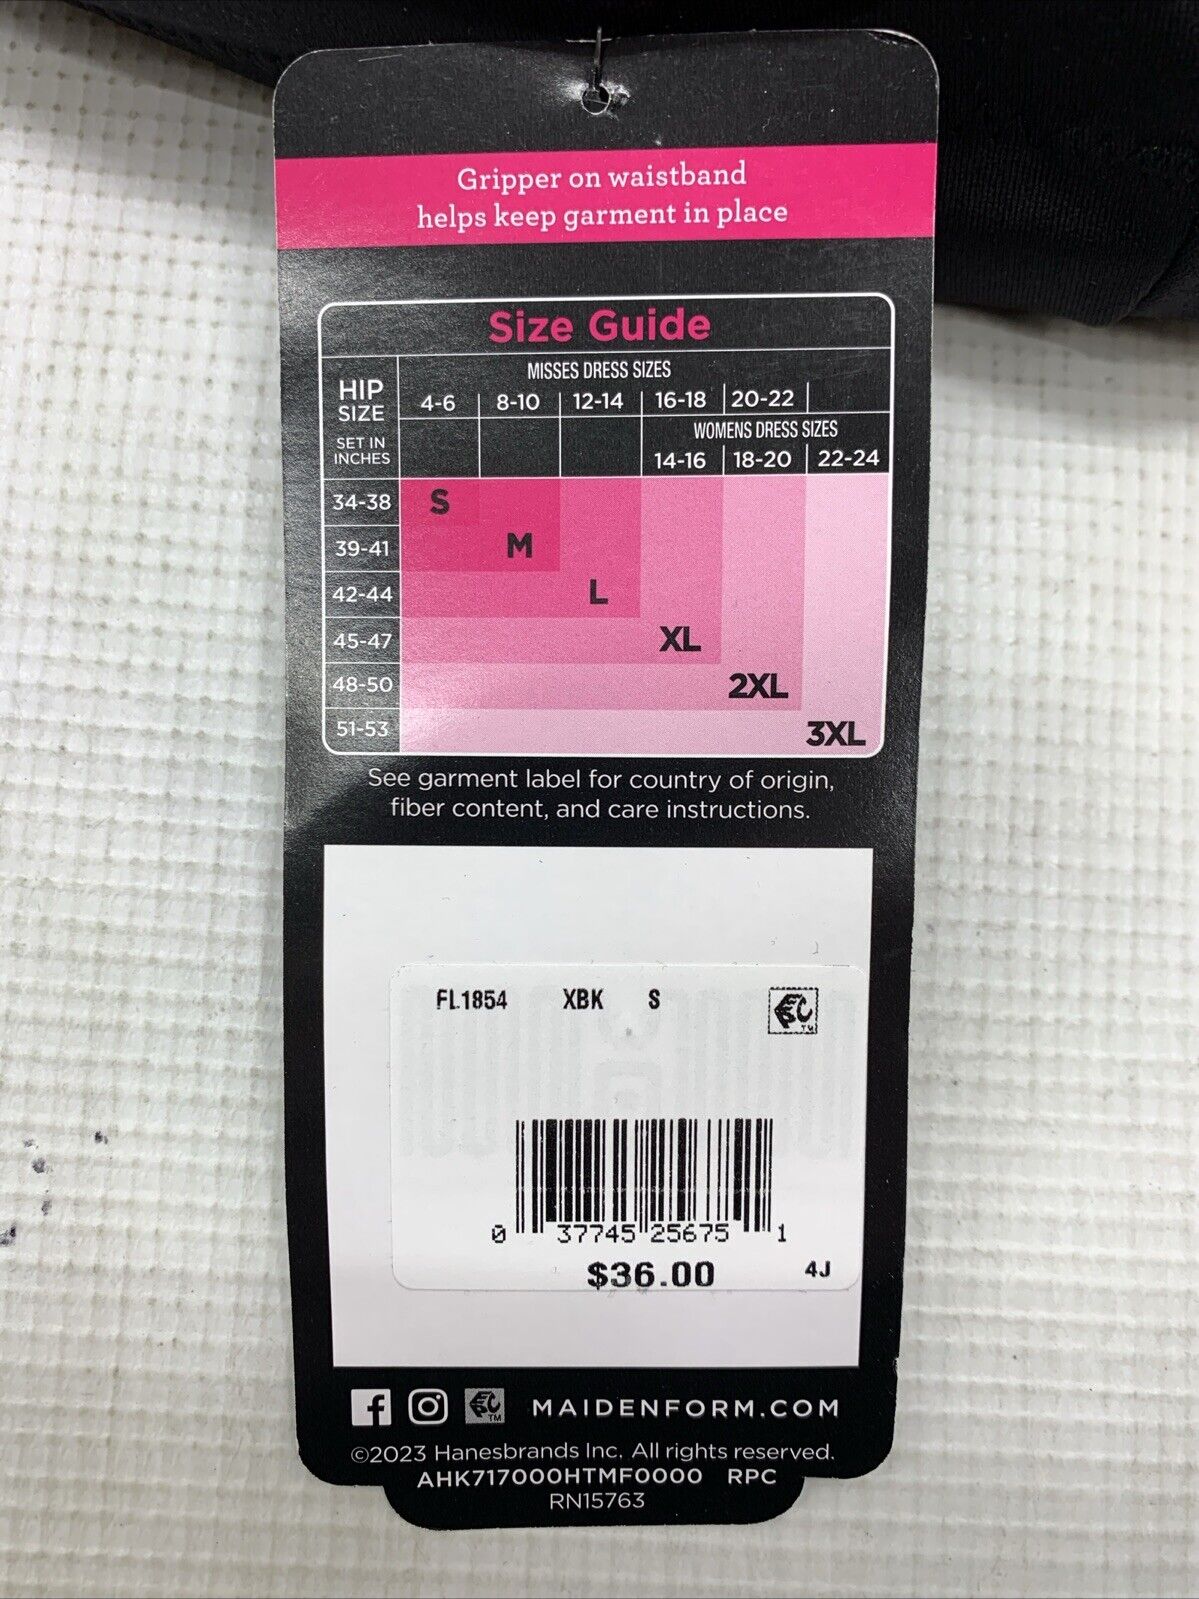 Gripper on waistband
helps keep garment in place
Size Guide
HIP SIZE SET IN INCHES
MISSES DRESS SIZES
4-6 8-10 12-14 16-18 20-22
WOMENS DRESS SIZES
14-16 18-20 22-24
34-38 S
39-41 M
42-44 L
45-47 XL
48-50 2XL
51-53 3XL
See garment label for country of origin,
fiber content, and care instructions.
FL1854 XBK S
TM
0 37745 25675 1
$36.00 4J
f TM MAIDENFORM.COM
©2023 Hanesbrands Inc. All rights reserved.
AHK717000HTMF0000 RPC
RN15763